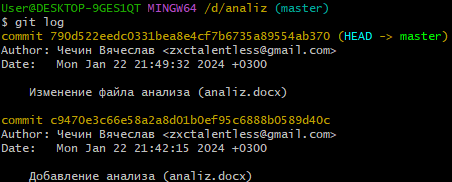 User@DESKTOP-9GES1QT MINGW64 /d/analiz (master)
$ git log
commit 790d522eedc0331bea8e4cf7b6735a89554ab370 (HEAD -> master)
Author: Чечин Вячеслав <zxctalentless@gmail.com>
Date:   Mon Jan 22 21:49:32 2024 +0300
    Изменение файла анализа (analiz.docx)
commit c9470e3c66e58a2a8d01b0ef95c6888b0589d40c
Author: Чечин Вячеслав <zxctalentless@gmail.com>
Date:   Mon Jan 22 21:42:15 2024 +0300
    Добавление анализа (analiz.docx)